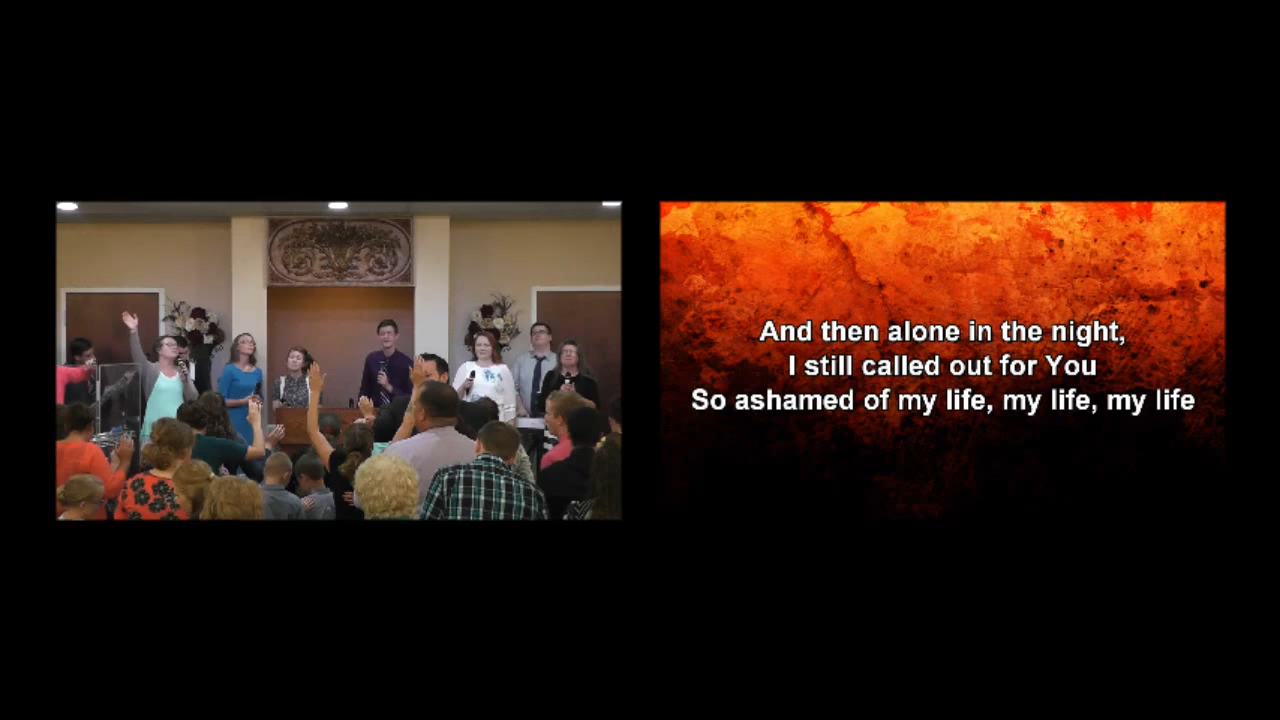 And then alone in the night,
I still called out for You
So ashamed of my life, my life, my life